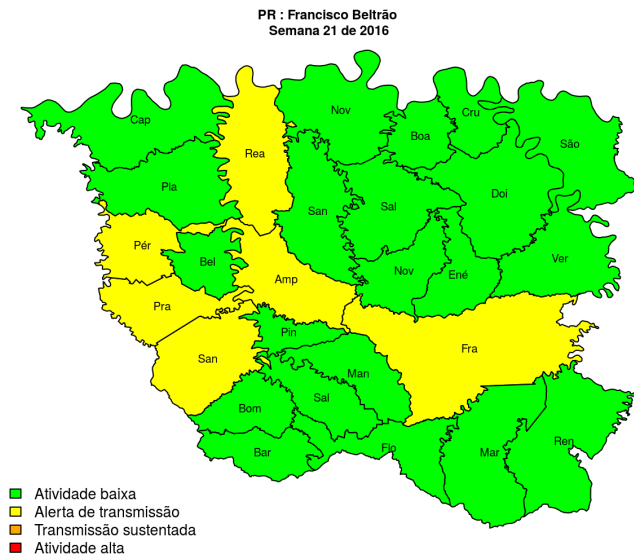 PR : Francisco Beltrão
Semana 21 de 2016
Cap
Nov
Cru
Boa
São
Rea
Pla
Doi
San
Sal
Pér
Bel
Ver
Nov
Ené
Amp
Pra
Pin
Fra
San
Man
Sal
Bom
Flo
Bar
Mar
Ren
Atividade baixa
Alerta de transmissão
Transmissão sustentada
Atividade alta